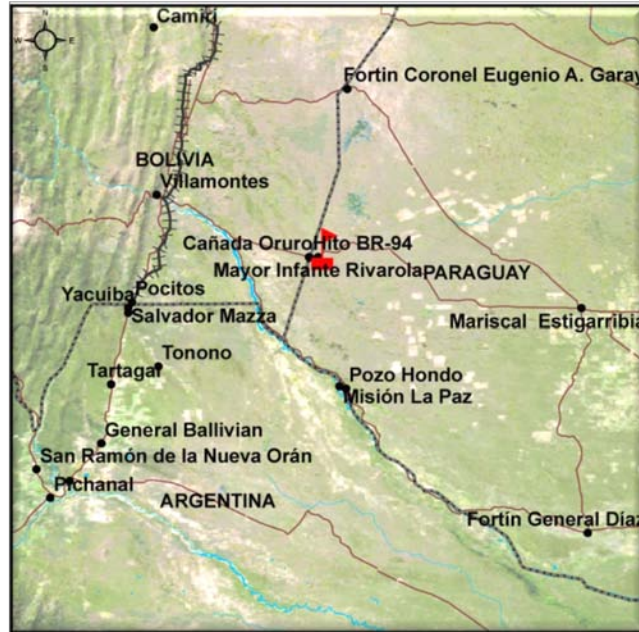 N
Camiri
W
E
S
Fortin Coronel Eugenio A. Garay
BOLIVIA
Villamontes
Cañada Oruro
Hito BR-94
Mayor Infante Rivarola
PARAGUAY
Yacuiba
Pocitos
Salvador Mazza
Mariscal Estigarribia
Tonono
Tartagal
Pozo Hondo
Misión La Paz
General Ballivian
San Ramón de la Nueva Orán
Pichanal
ARGENTINA
Fortín General Díaz